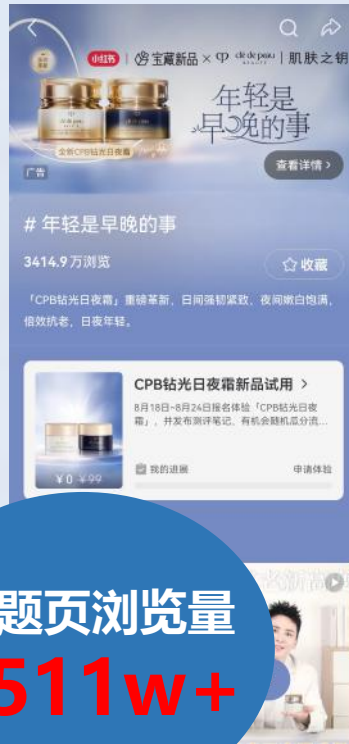 小红书 | 宝藏新品 × clé de peau BEAUTÉ | 肌肤之钥
年轻是
早晚的事
全新CPB钻光日夜霜
广告
查看详情 >
# 年轻是早晚的事
3414.9万浏览
收藏
「CPB钻光日夜霜」重磅革新，日间强韧紧致，夜间嫩白饱满，
倍效抗老，日夜年轻。
CPB钻光日夜霜新品试用 >
8月18日-8月24日报名体验「CPB钻光日夜
霜」，并发布测评笔记，有机会随机瓜分流...
¥0 ¥99
我的进展
申请体验
题页浏览量
511w+